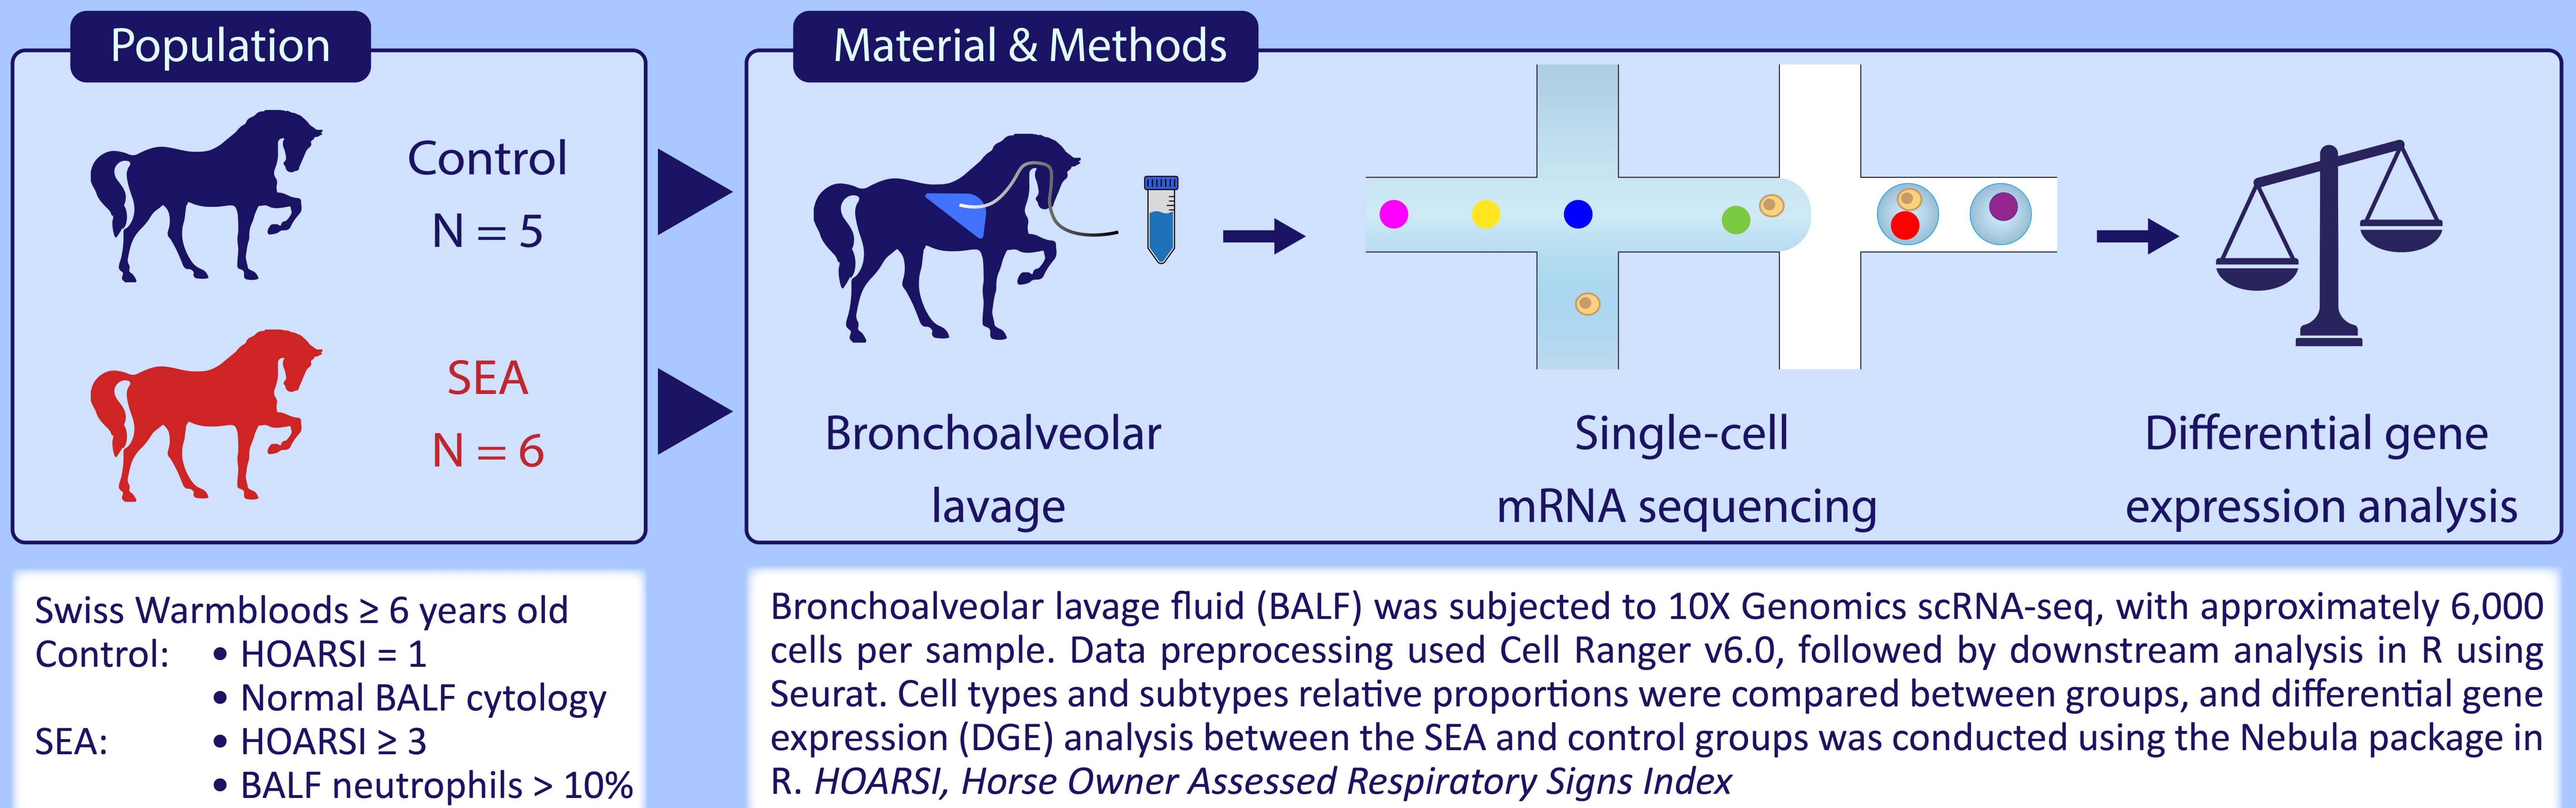 Population
Control
N = 5
SEA
N = 6
Material & Methods
Bronchoalveolar
lavage
Single-cell
mRNA sequencing
Differential gene
expression analysis
Swiss Warmbloods ≥ 6 years old
Control: • HOARSI = 1
• Normal BALF cytology
SEA: • HOARSI ≥ 3
• BALF neutrophils > 10%
Bronchoalveolar lavage fluid (BALF) was subjected to 10X Genomics scRNA-seq, with approximately 6,000
cells per sample. Data preprocessing used Cell Ranger v6.0, followed by downstream analysis in R using
Seurat. Cell types and subtypes relative proportions were compared between groups, and differential gene
expression (DGE) analysis between the SEA and control groups was conducted using the Nebula package in
R. HOARSI, Horse Owner Assessed Respiratory Signs Index